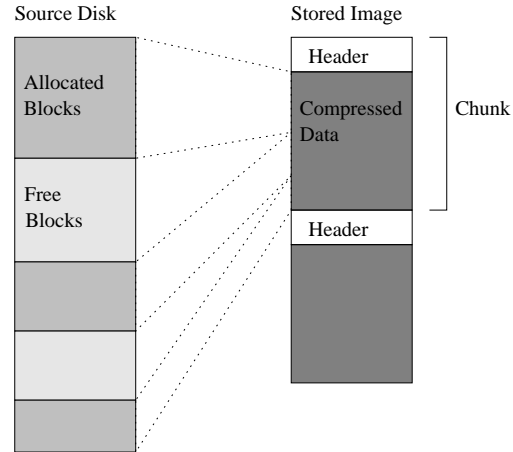 Source Disk
Stored Image
Header
Allocated
Blocks
Compressed
Data
Chunk
Free
Blocks
Header